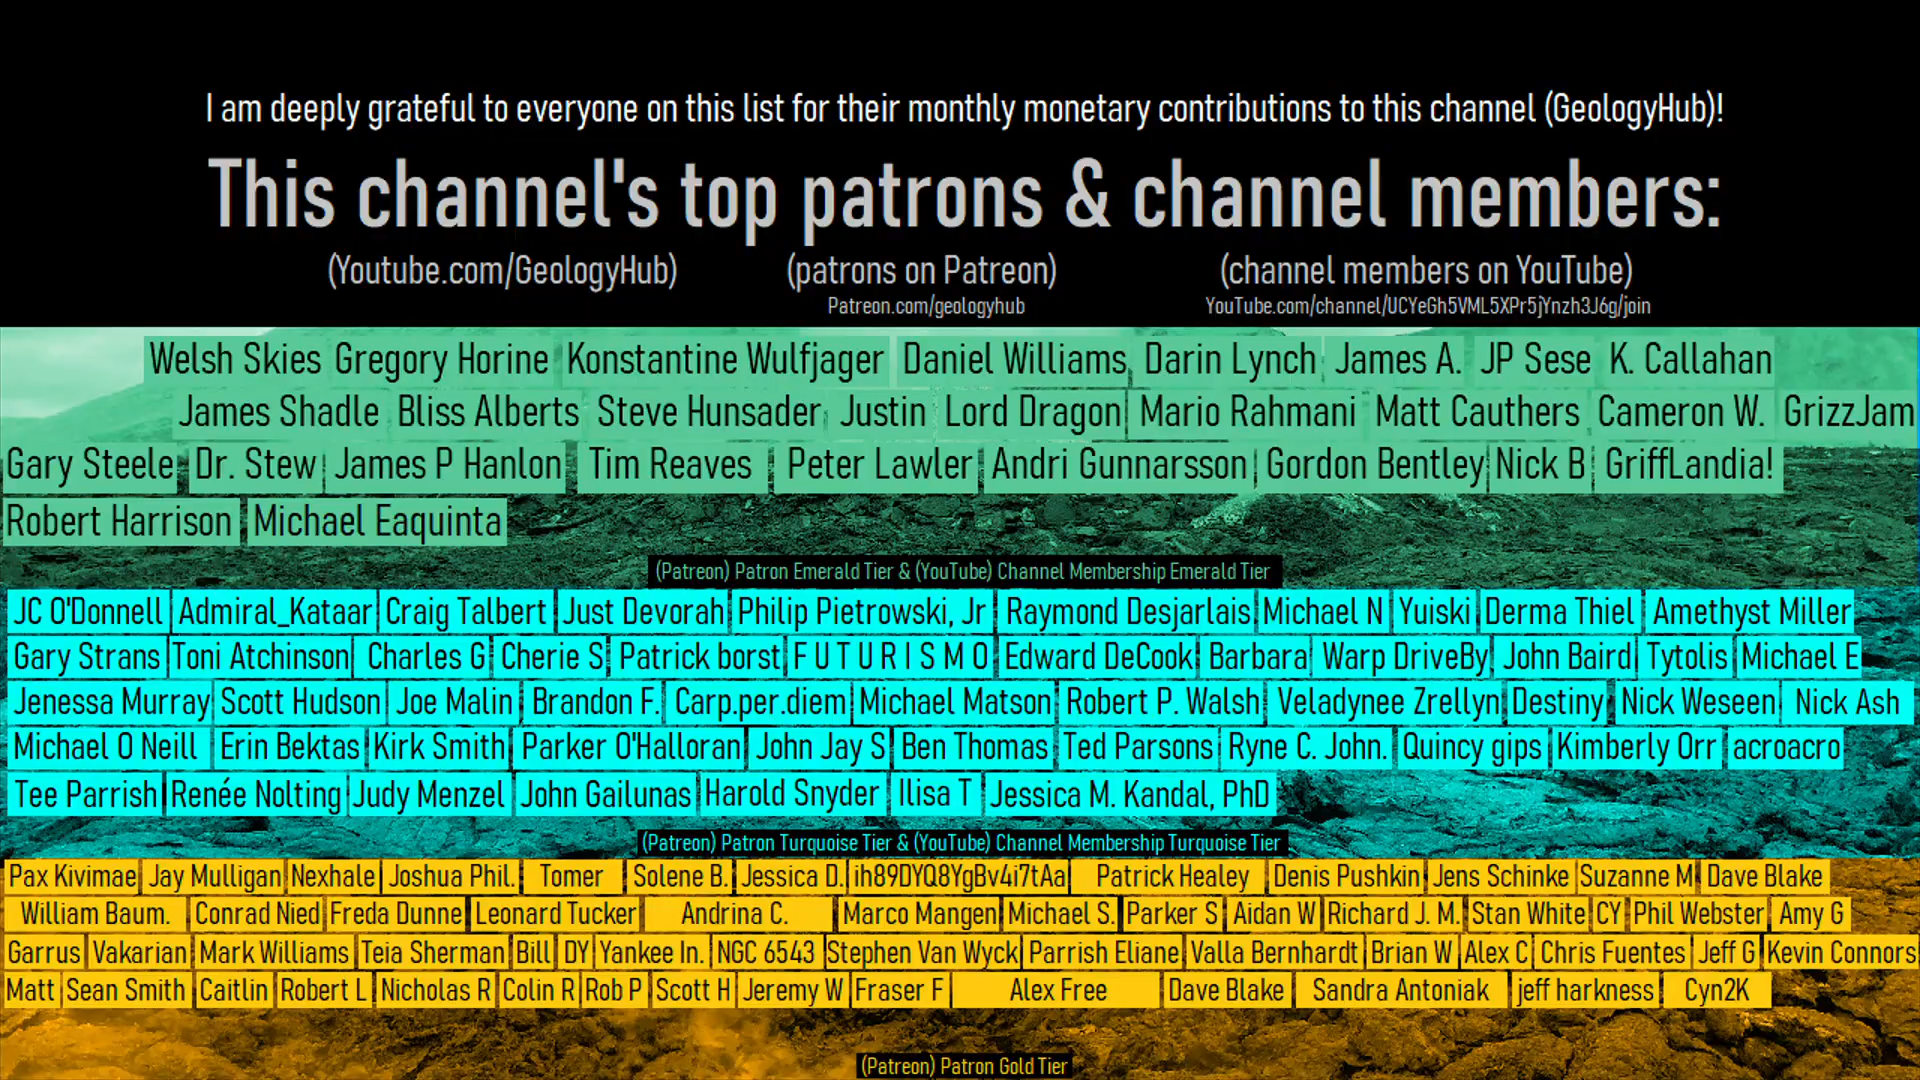 I am deeply grateful to everyone on this list for their monthly monetary contributions to this channel (GeologyHub)!
This channel's top patrons & channel members:
(Youtube.com/GeologyHub) (patrons on Patreon) (channel members on YouTube)
Patreon.com/geologyhub YouTube.com/channel/UCYeGh5VML5XPr5jYnzh3J6g/join
Welsh Skies Gregory Horine Konstantine Wulfjager Daniel Williams Darin Lynch James A. JP Sese K. Callahan
James Shadle Bliss Alberts Steve Hunsader Justin Lord Dragon Mario Rahmani Matt Cauthers Cameron W. GrizzJam
Gary Steele Dr. Stew James P Hanlon Tim Reaves Peter Lawler Andri Gunnarsson Gordon Bentley Nick B GriffLandia!
Robert Harrison Michael Eaquinta
(Patreon) Patron Emerald Tier & (YouTube) Channel Membership Emerald Tier
JC O'Donnell Admiral_Kataar Craig Talbert Just Devorah Philip Pietrowski, Jr Raymond Desjarlais Michael N Yuiski Derma Thiel Amethyst Miller
Gary Strans Toni Atchinson Charles G Cherie S Patrick borst F U T U R I S M O Edward DeCook Barbara Warp DriveBy John Baird Tytolis Michael E
Jenessa Murray Scott Hudson Joe Malin Brandon F. Carp.per.diem Michael Matson Robert P. Walsh Veladynee Zrellyn Destiny Nick Weseen Nick Ash
Michael O Neill Erin Bektas Kirk Smith Parker O'Halloran John Jay S Ben Thomas Ted Parsons Ryne C. John. Quincy gips Kimberly Orr acroacro
Tee Parrish Renée Nolting Judy Menzel John Gailunas Harold Snyder Ilisa T Jessica M. Kandal, PhD
(Patreon) Patron Turquoise Tier & (YouTube) Channel Membership Turquoise Tier
Pax Kivimae Jay Mulligan Nexhale Joshua Phil. Tomer Solene B. Jessica D. ih89DYQ8YgBv4i7tAa Patrick Healey Denis Pushkin Jens Schinke Suzanne M Dave Blake
William Baum. Conrad Nied Freda Dunne Leonard Tucker Andrina C. Marco Mangen Michael S. Parker S Aidan W Richard J. M. Stan White CY Phil Webster Amy G
Garrus Vakarian Mark Williams Teia Sherman Bill DY Yankee In. NGC 6543 Stephen Van Wyck Parrish Eliane Valla Bernhardt Brian W Alex C Chris Fuentes Jeff G Kevin Connors
Matt Sean Smith Caitlin Robert L Nicholas R Colin R Rob P Scott H Jeremy W Fraser F Alex Free Dave Blake Sandra Antoniak jeff harkness Cyn2K
(Patreon) Patron Gold Tier